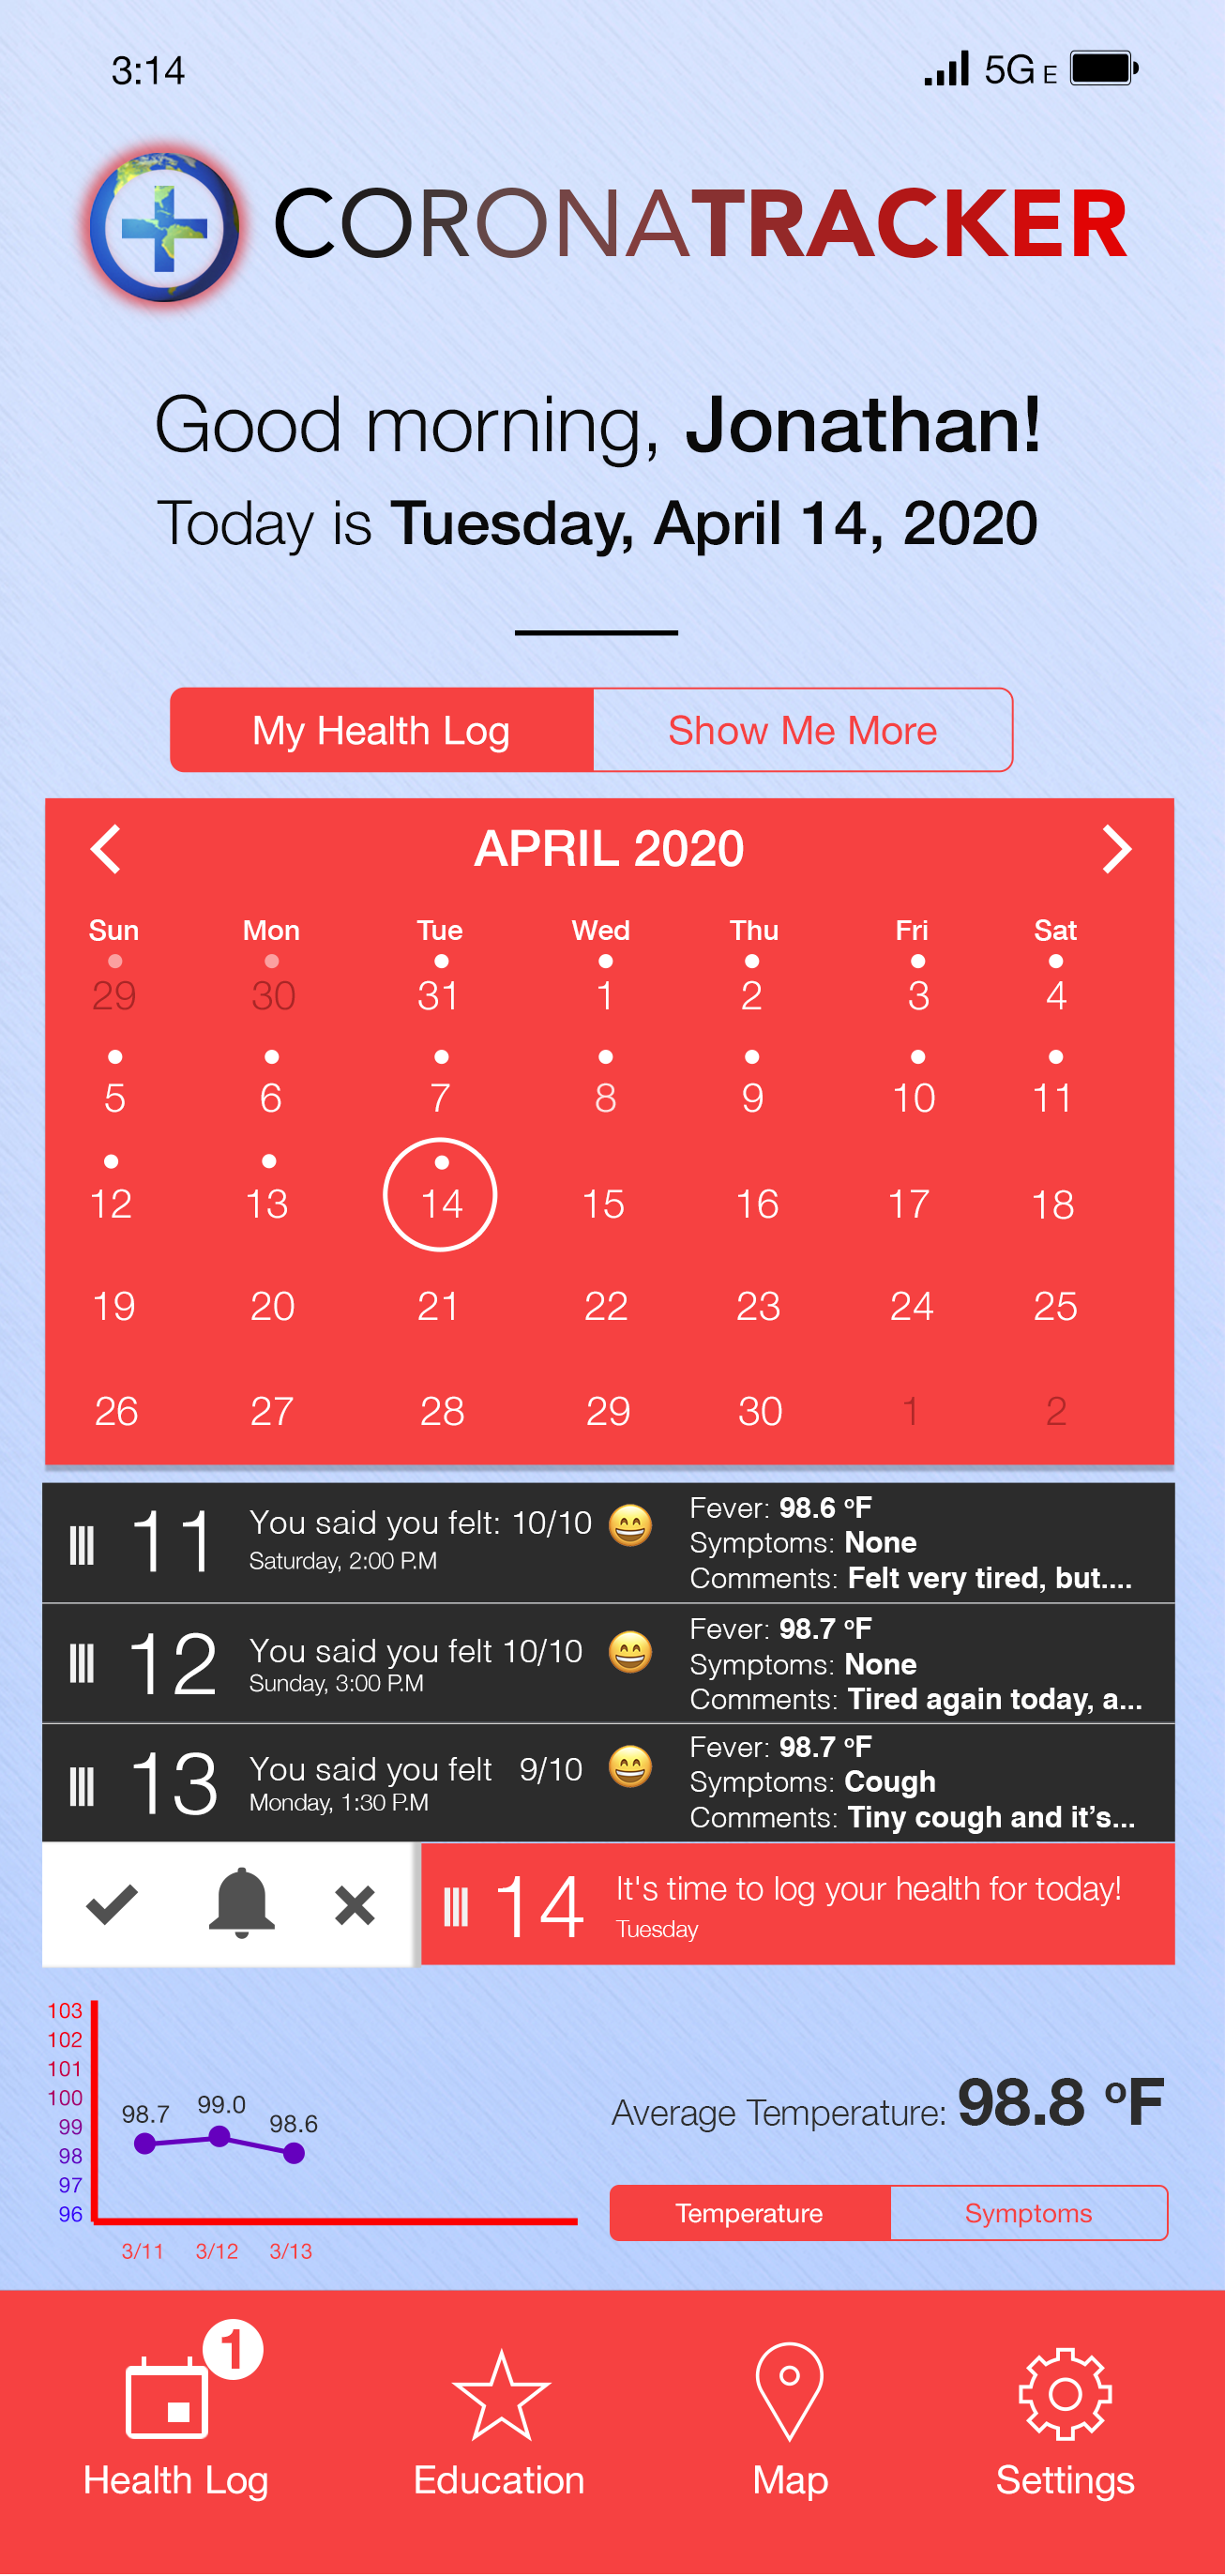 3:14 5G E
CORONATRACKER
Good morning, Jonathan!
Today is Tuesday, April 14, 2020
My Health Log Show Me More
APRIL 2020
Sun Mon Tue Wed Thu Fri Sat
29 30 31 1 2 3 4
5 6 7 8 9 10 11
12 13 14 15 16 17 18
19 20 21 22 23 24 25
26 27 28 29 30 1 2
11
You said you felt: 10/10
Saturday, 2:00 P.M
Fever: 98.6 ºF
Symptoms: None
Comments: Felt very tired, but....
12
You said you felt 10/10
Sunday, 3:00 P.M
Fever: 98.7 ºF
Symptoms: None
Comments: Tired again today, a...
13
You said you felt 9/10
Monday, 1:30 P.M
Fever: 98.7 ºF
Symptoms: Cough
Comments: Tiny cough and it's...
14
It's time to log your health for today!
Tuesday
103
102
101
100
99
98
97
96
98.7 99.0 98.6
3/11 3/12 3/13
Average Temperature: 98.8 ºF
Temperature Symptoms
1
Health Log Education Map Settings